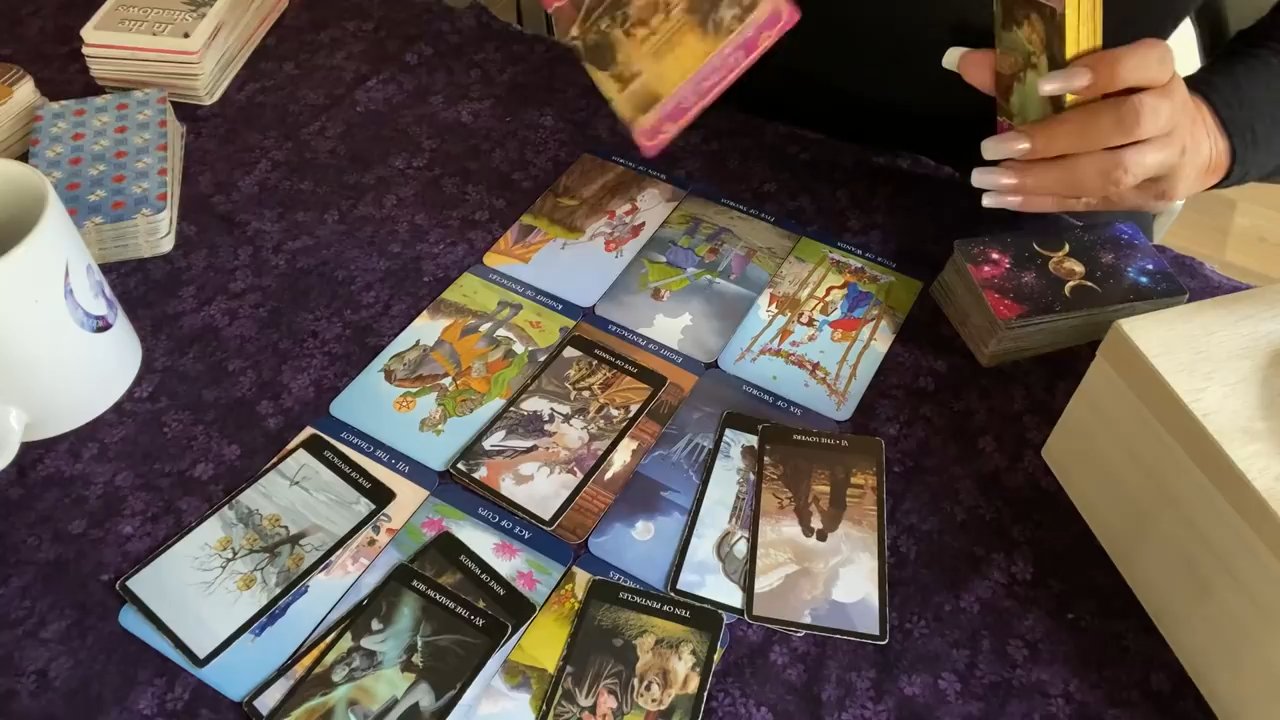 In the
Shadows
SEVEN OF SWORDS
FIVE OF SWORDS
FOUR OF WANDS
KNIGHT OF PENTACLES
EIGHT OF PENTACLES
SIX OF SWORDS
FIVE OF WANDS
VI • THE LOVERS
VII • THE CHARIOT
FIVE OF PENTACLES
ACE OF CUPS
NINE OF WANDS
XV • THE SHADOW SIDE
TEN OF PENTACLES